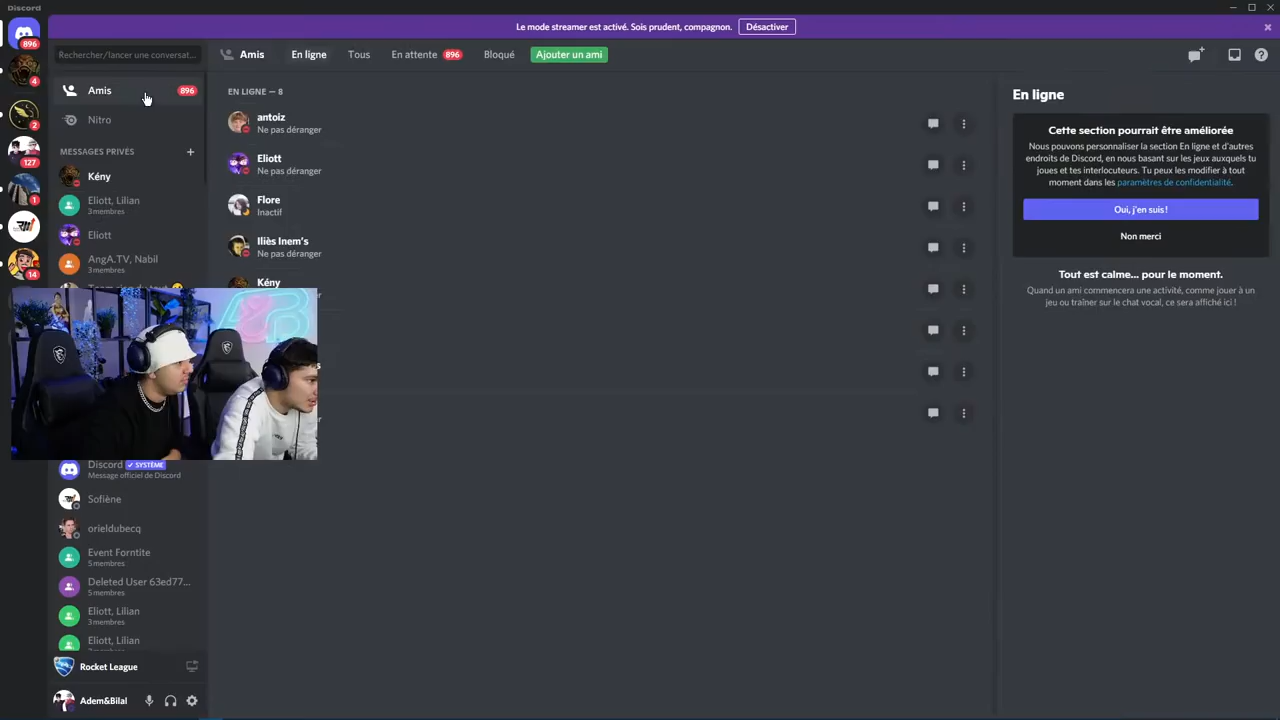 Discord
Le mode streamer est activé. Sois prudent, compagnon.
Désactiver
896
4
2
127
1
14
Rechercher/lancer une conversat...
Amis
896
Nitro
MESSAGES PRIVÉS
Kény
Eliott, Lilian
3 membres
Eliott
AngA.TV, Nabil
3 membres
Discord ✓ SYSTÈME
Message officiel de Discord
Sofiène
orieldubecq
Event Forntite
5 membres
Deleted User 63ed77...
5 membres
Eliott, Lilian
3 membres
Eliott, Lilian
Rocket League
Adem&Bilal
Amis
En ligne
Tous
En attente
896
Bloqué
Ajouter un ami
EN LIGNE — 8
antoiz
Ne pas déranger
Eliott
Ne pas déranger
Flore
Inactif
Iliès Inem's
Ne pas déranger
Kény
En ligne
Cette section pourrait être améliorée
Nous pouvons personnaliser la section En ligne et d'autres
endroits de Discord, en nous basant sur les jeux auxquels tu
joues et tes interlocuteurs. Tu peux les modifier à tout
moment dans les paramètres de confidentialité.
Oui, j'en suis!
Non merci
Tout est calme... pour le moment.
Quand un ami commencera une activité, comme jouer à un
jeu ou traîner sur le chat vocal, ce sera affiché ici !